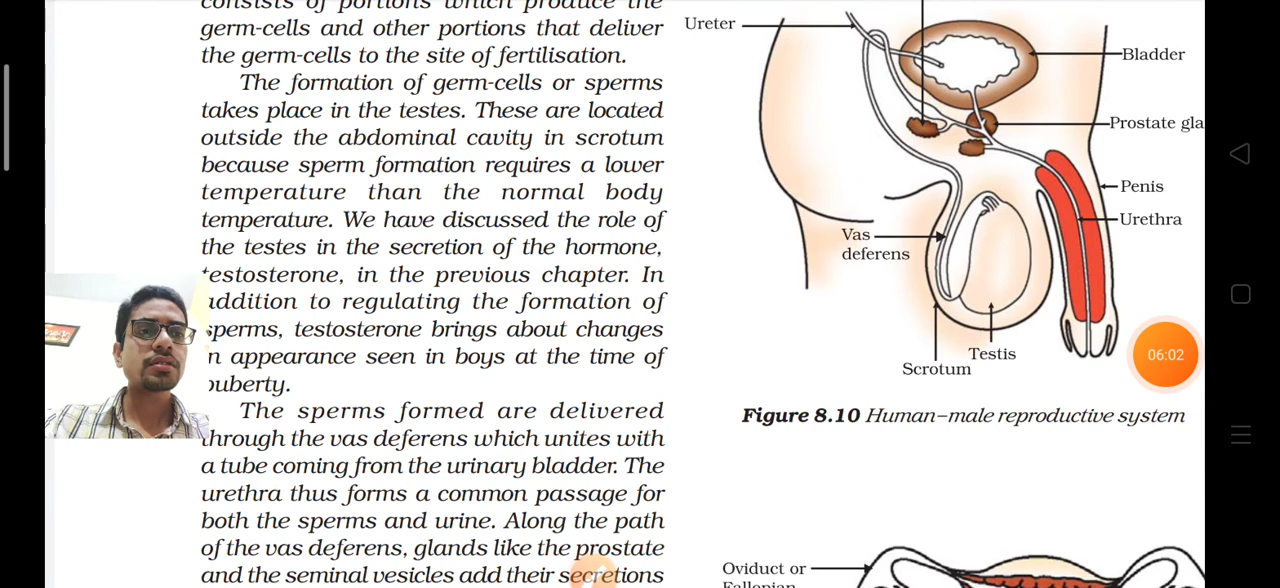 consists of portions which produce the
germ-cells and other portions that deliver
the germ-cells to the site of fertilisation.
The formation of germ-cells or sperms
takes place in the testes. These are located
outside the abdominal cavity in scrotum
because sperm formation requires a lower
temperature than the normal body
temperature. We have discussed the role of
the testes in the secretion of the hormone,
testosterone, in the previous chapter. In
addition to regulating the formation of
sperms, testosterone brings about changes
in appearance seen in boys at the time of
puberty.
The sperms formed are delivered
through the vas deferens which unites with
a tube coming from the urinary bladder. The
urethra thus forms a common passage for
both the sperms and urine. Along the path
of the vas deferens, glands like the prostate
and the seminal vesicles add their secretions
Ureter
Bladder
Prostate gla
Penis
Urethra
Vas
deferens
Testis
Scrotum
06:02
Figure 8.10 Human–male reproductive system
Oviduct or
Fallopian